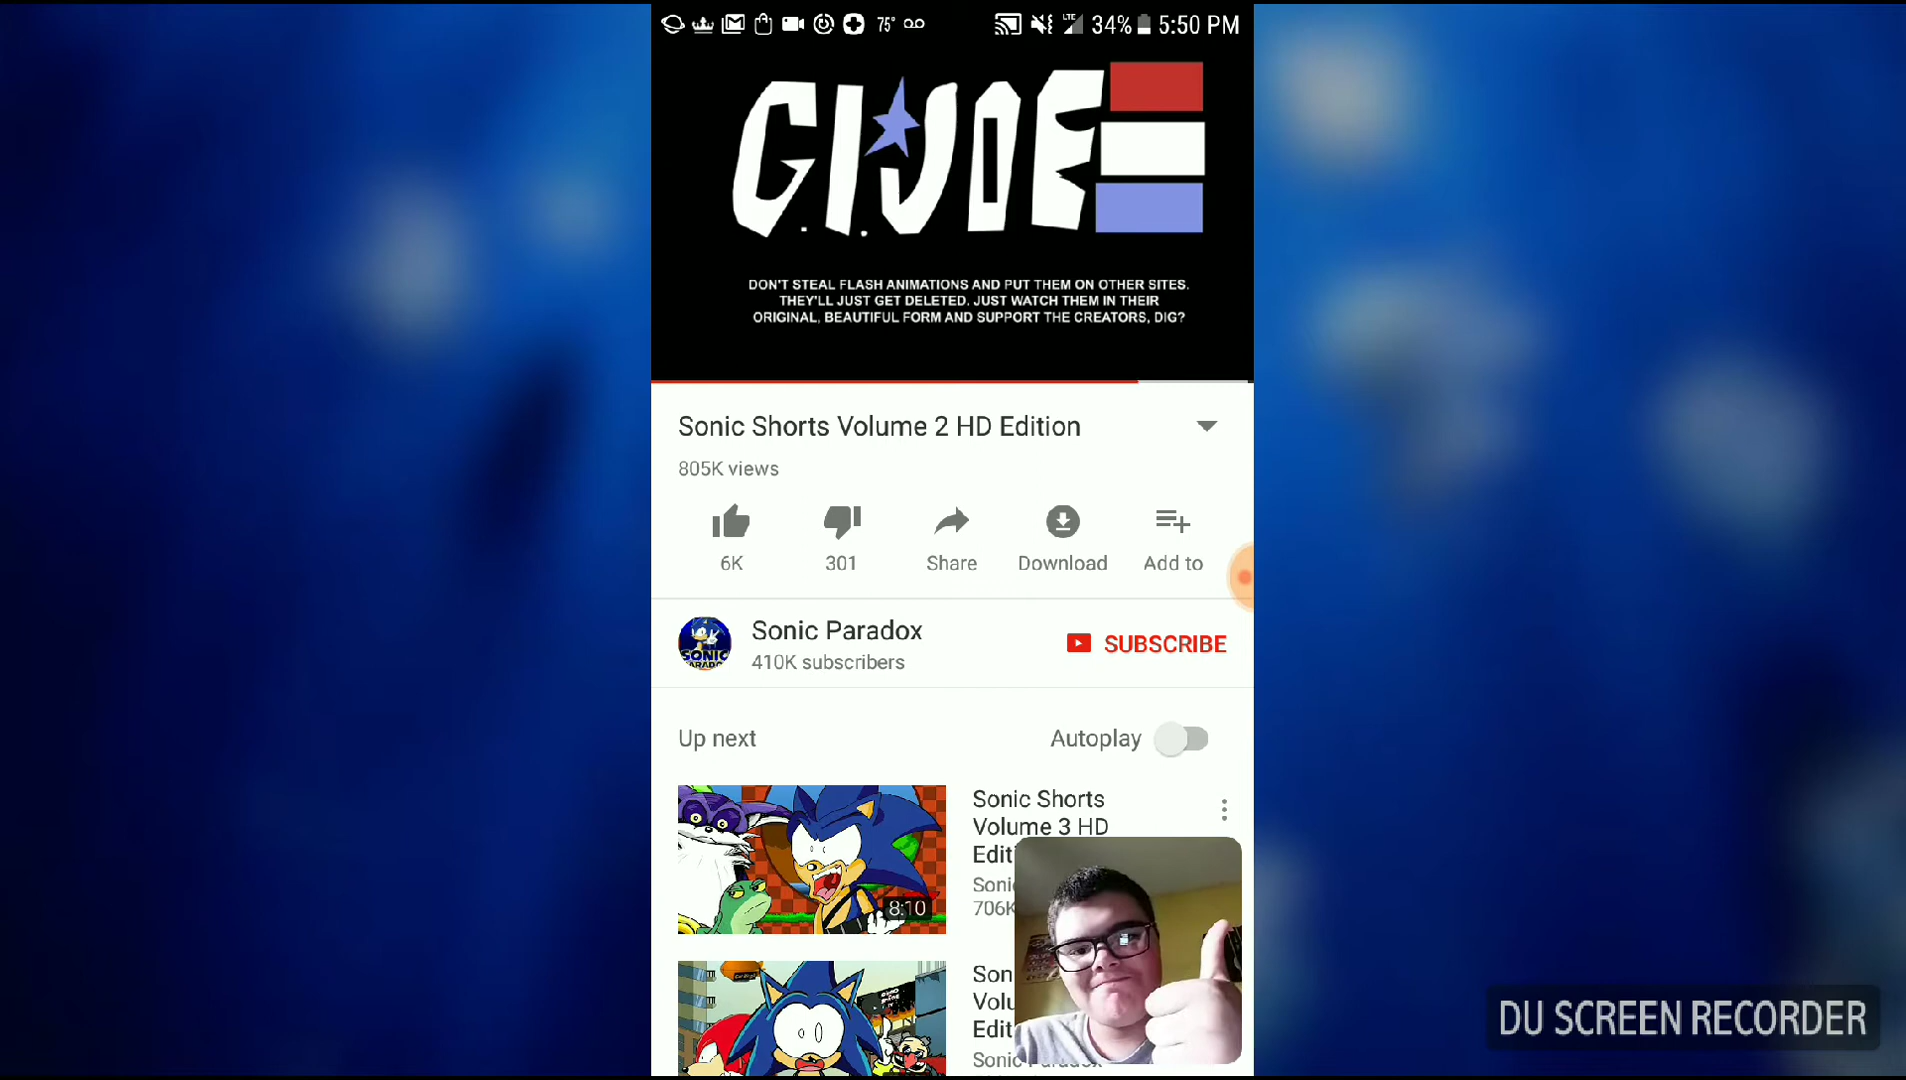 75° LTE 34% 5:50 PM
G.I.JOE
DON'T STEAL FLASH ANIMATIONS AND PUT THEM ON OTHER SITES.
THEY'LL JUST GET DELETED. JUST WATCH THEM IN THEIR
ORIGINAL, BEAUTIFUL FORM AND SUPPORT THE CREATORS, DIG?
Sonic Shorts Volume 2 HD Edition
805K views
6K 301 Share Download Add to
SONIC
Sonic Paradox
410K subscribers
SUBSCRIBE
Up next Autoplay
8:10
Sonic Shorts
Volume 3 HD
Edit
Soni
706K
Son
Volu
Edit
Sonic
DU SCREEN RECORDER